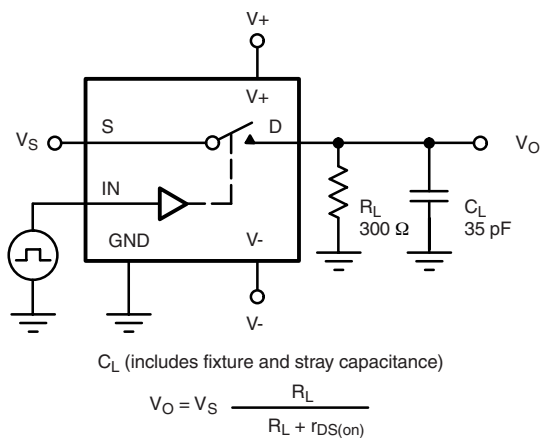 V+
V+
V_S
S
D
V_O
IN
R_L
300 Ω
C_L
35 pF
GND
V-
V-
C_L (includes fixture and stray capacitance)
V_O = V_S R_L
R_L + r_DS(on)